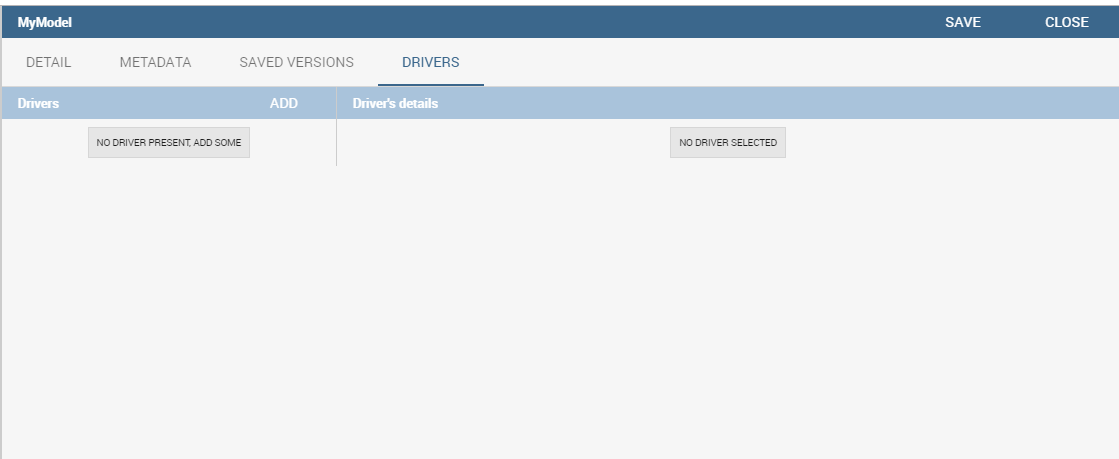 MyModel SAVE CLOSE
DETAIL METADATA SAVED VERSIONS DRIVERS
Drivers ADD Driver's details
NO DRIVER PRESENT, ADD SOME NO DRIVER SELECTED